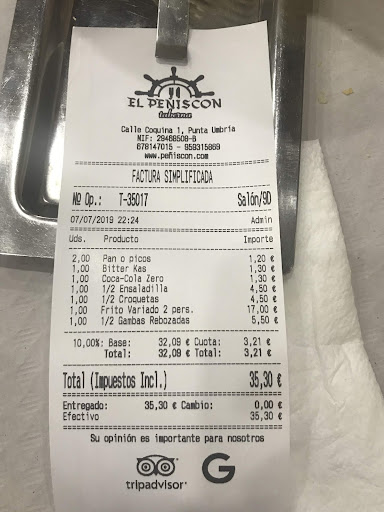 EL PEÑISCON
taberna
Calle Coquina 1, Punta Umbria
NIF: 29486508-B
678147015 - 959315869
www.peñiscon.com
FACTURA SIMPLIFICADA
Nº Op.: T-35017 Salón/9D
07/07/2019 22:24 Admin
Uds. Producto Importe
2,00 Pan o picos 1,20 €
1,00 Bitter Kas 1,30 €
1,00 Coca-Cola Zero 1,30 €
1,00 1/2 Ensaladilla 4,50 €
1,00 1/2 Croquetas 4,50 €
1,00 Frito Variado 2 pers. 17,00 €
1,00 1/2 Gambas Rebozadas 5,50 €
10,00%: Base: 32,09 € Cuota: 3,21 €
Total: 32,09 € Total: 3,21 €
Total (Impuestos Incl.) 35,30 €
Entregado: 35,30 € Cambio: 0,00 €
Efectivo 35,30 €
Su opinión es importante para nosotros
tripadvisor®
G